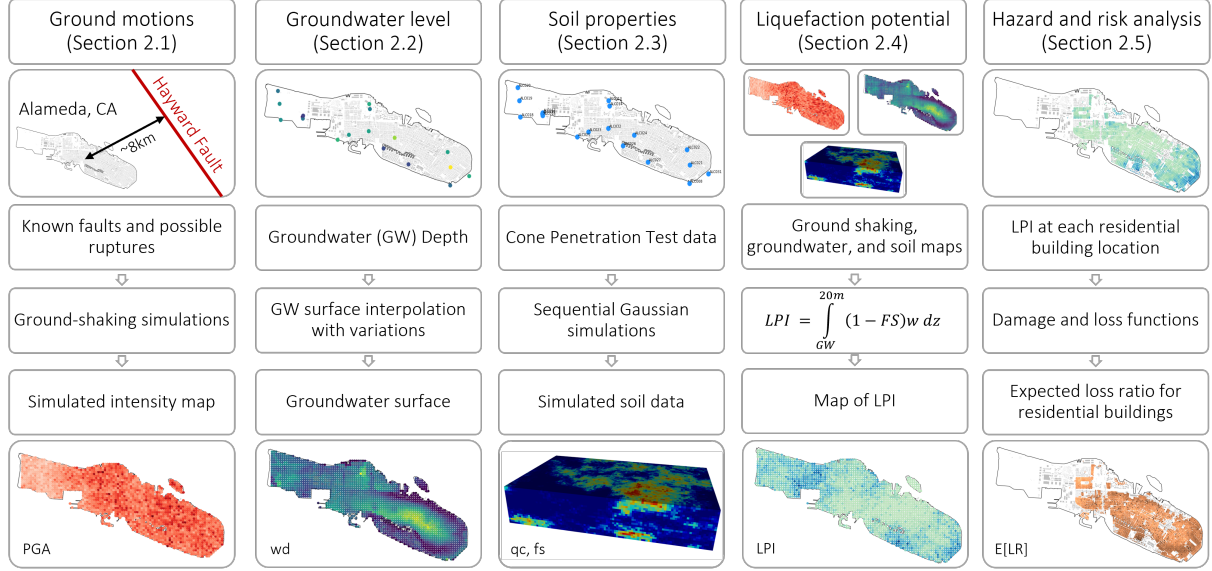 Ground motions
(Section 2.1)
Groundwater level
(Section 2.2)
Soil properties
(Section 2.3)
Liquefaction potential
(Section 2.4)
Hazard and risk analysis
(Section 2.5)
Alameda, CA
Hayward Fault
~8km
Known faults and possible
ruptures
Groundwater (GW) Depth
Cone Penetration Test data
Ground shaking,
groundwater, and soil maps
LPI at each residential
building location
Ground-shaking simulations
GW surface interpolation
with variations
Sequential Gaussian
simulations
20m
LPI = ∫ (1 − FS)w dz
GW
Damage and loss functions
Simulated intensity map
Groundwater surface
Simulated soil data
Map of LPI
Expected loss ratio for
residential buildings
PGA
wd
qc, fs
LPI
E[LR]